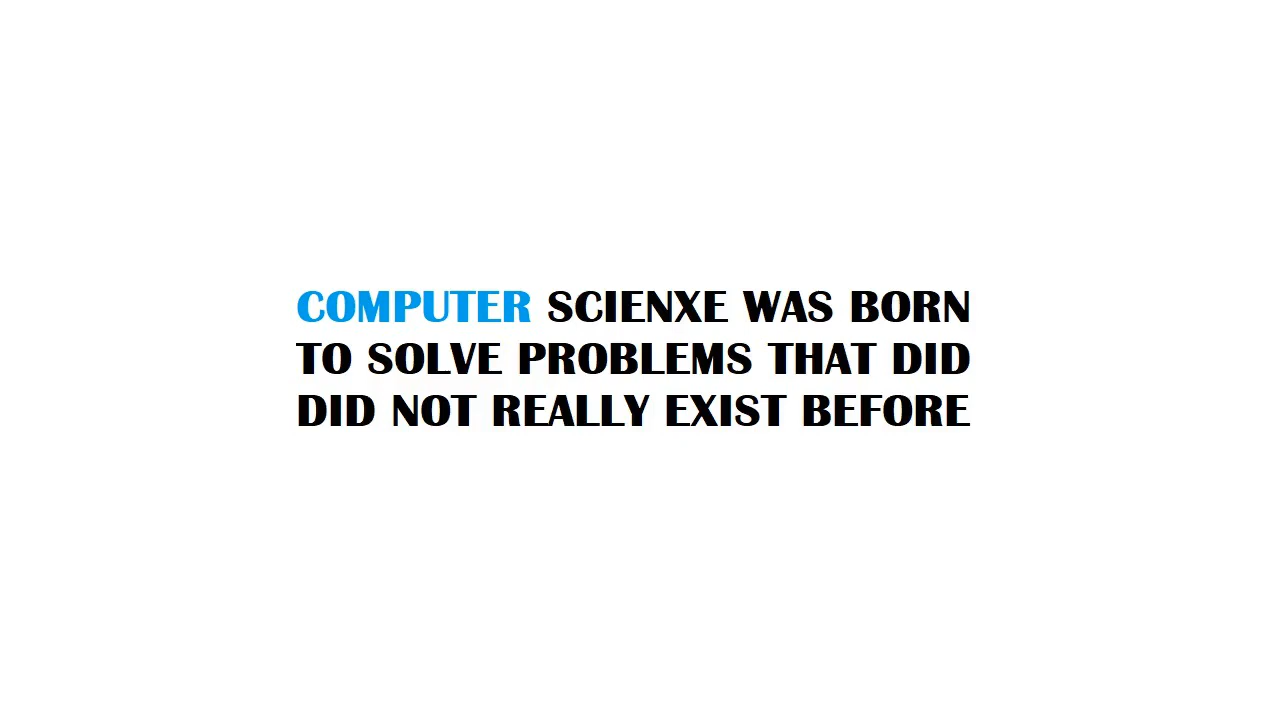 COMPUTER SCIENXE WAS BORN
TO SOLVE PROBLEMS THAT DID
DID NOT REALLY EXIST BEFORE